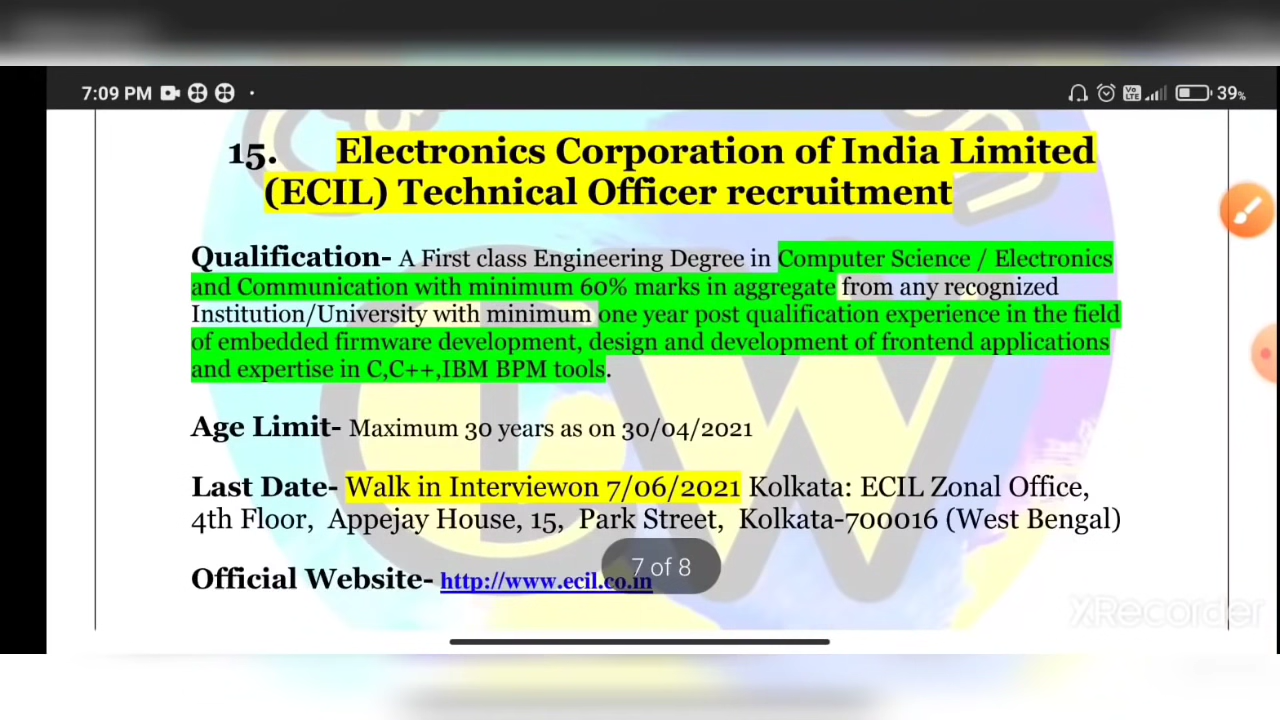 7:09 PM
39%
15. Electronics Corporation of India Limited
(ECIL) Technical Officer recruitment
Qualification- A First class Engineering Degree in Computer Science / Electronics
and Communication with minimum 60% marks in aggregate from any recognized
Institution/University with minimum one year post qualification experience in the field
of embedded firmware development, design and development of frontend applications
and expertise in C,C++,IBM BPM tools.
Age Limit- Maximum 30 years as on 30/04/2021
Last Date- Walk in Interviewon 7/06/2021 Kolkata: ECIL Zonal Office,
4th Floor, Appejay House, 15, Park Street, Kolkata-700016 (West Bengal)
7 of 8
Official Website- http://www.ecil.co.in
XRecorder